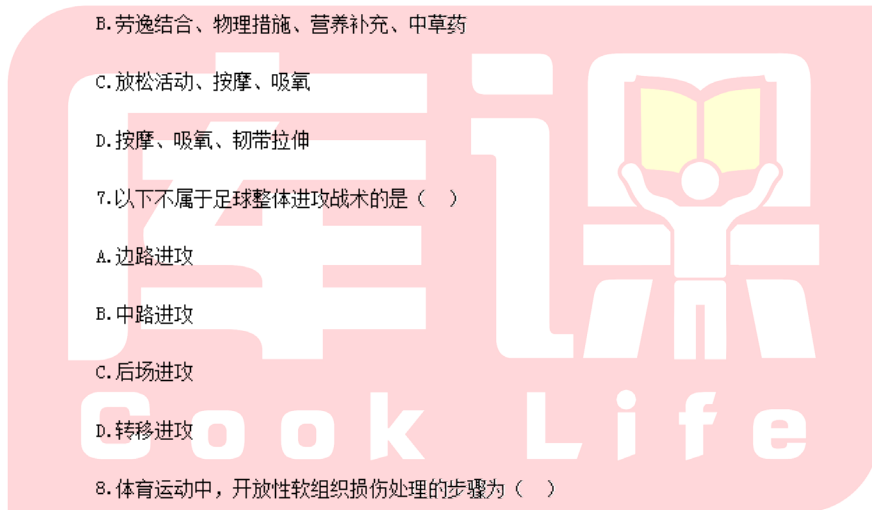 B.劳逸结合、物理措施、营养补充、中草药
C.放松活动、按摩、吸氧
D.按摩、吸氧、韧带拉伸
7.以下不属于足球整体进攻战术的是（ ）
A.边路进攻
B.中路进攻
C.后场进攻
D.转移进攻
8.体育运动中，开放性软组织损伤处理的步骤为（ ）
库课
Cook Life